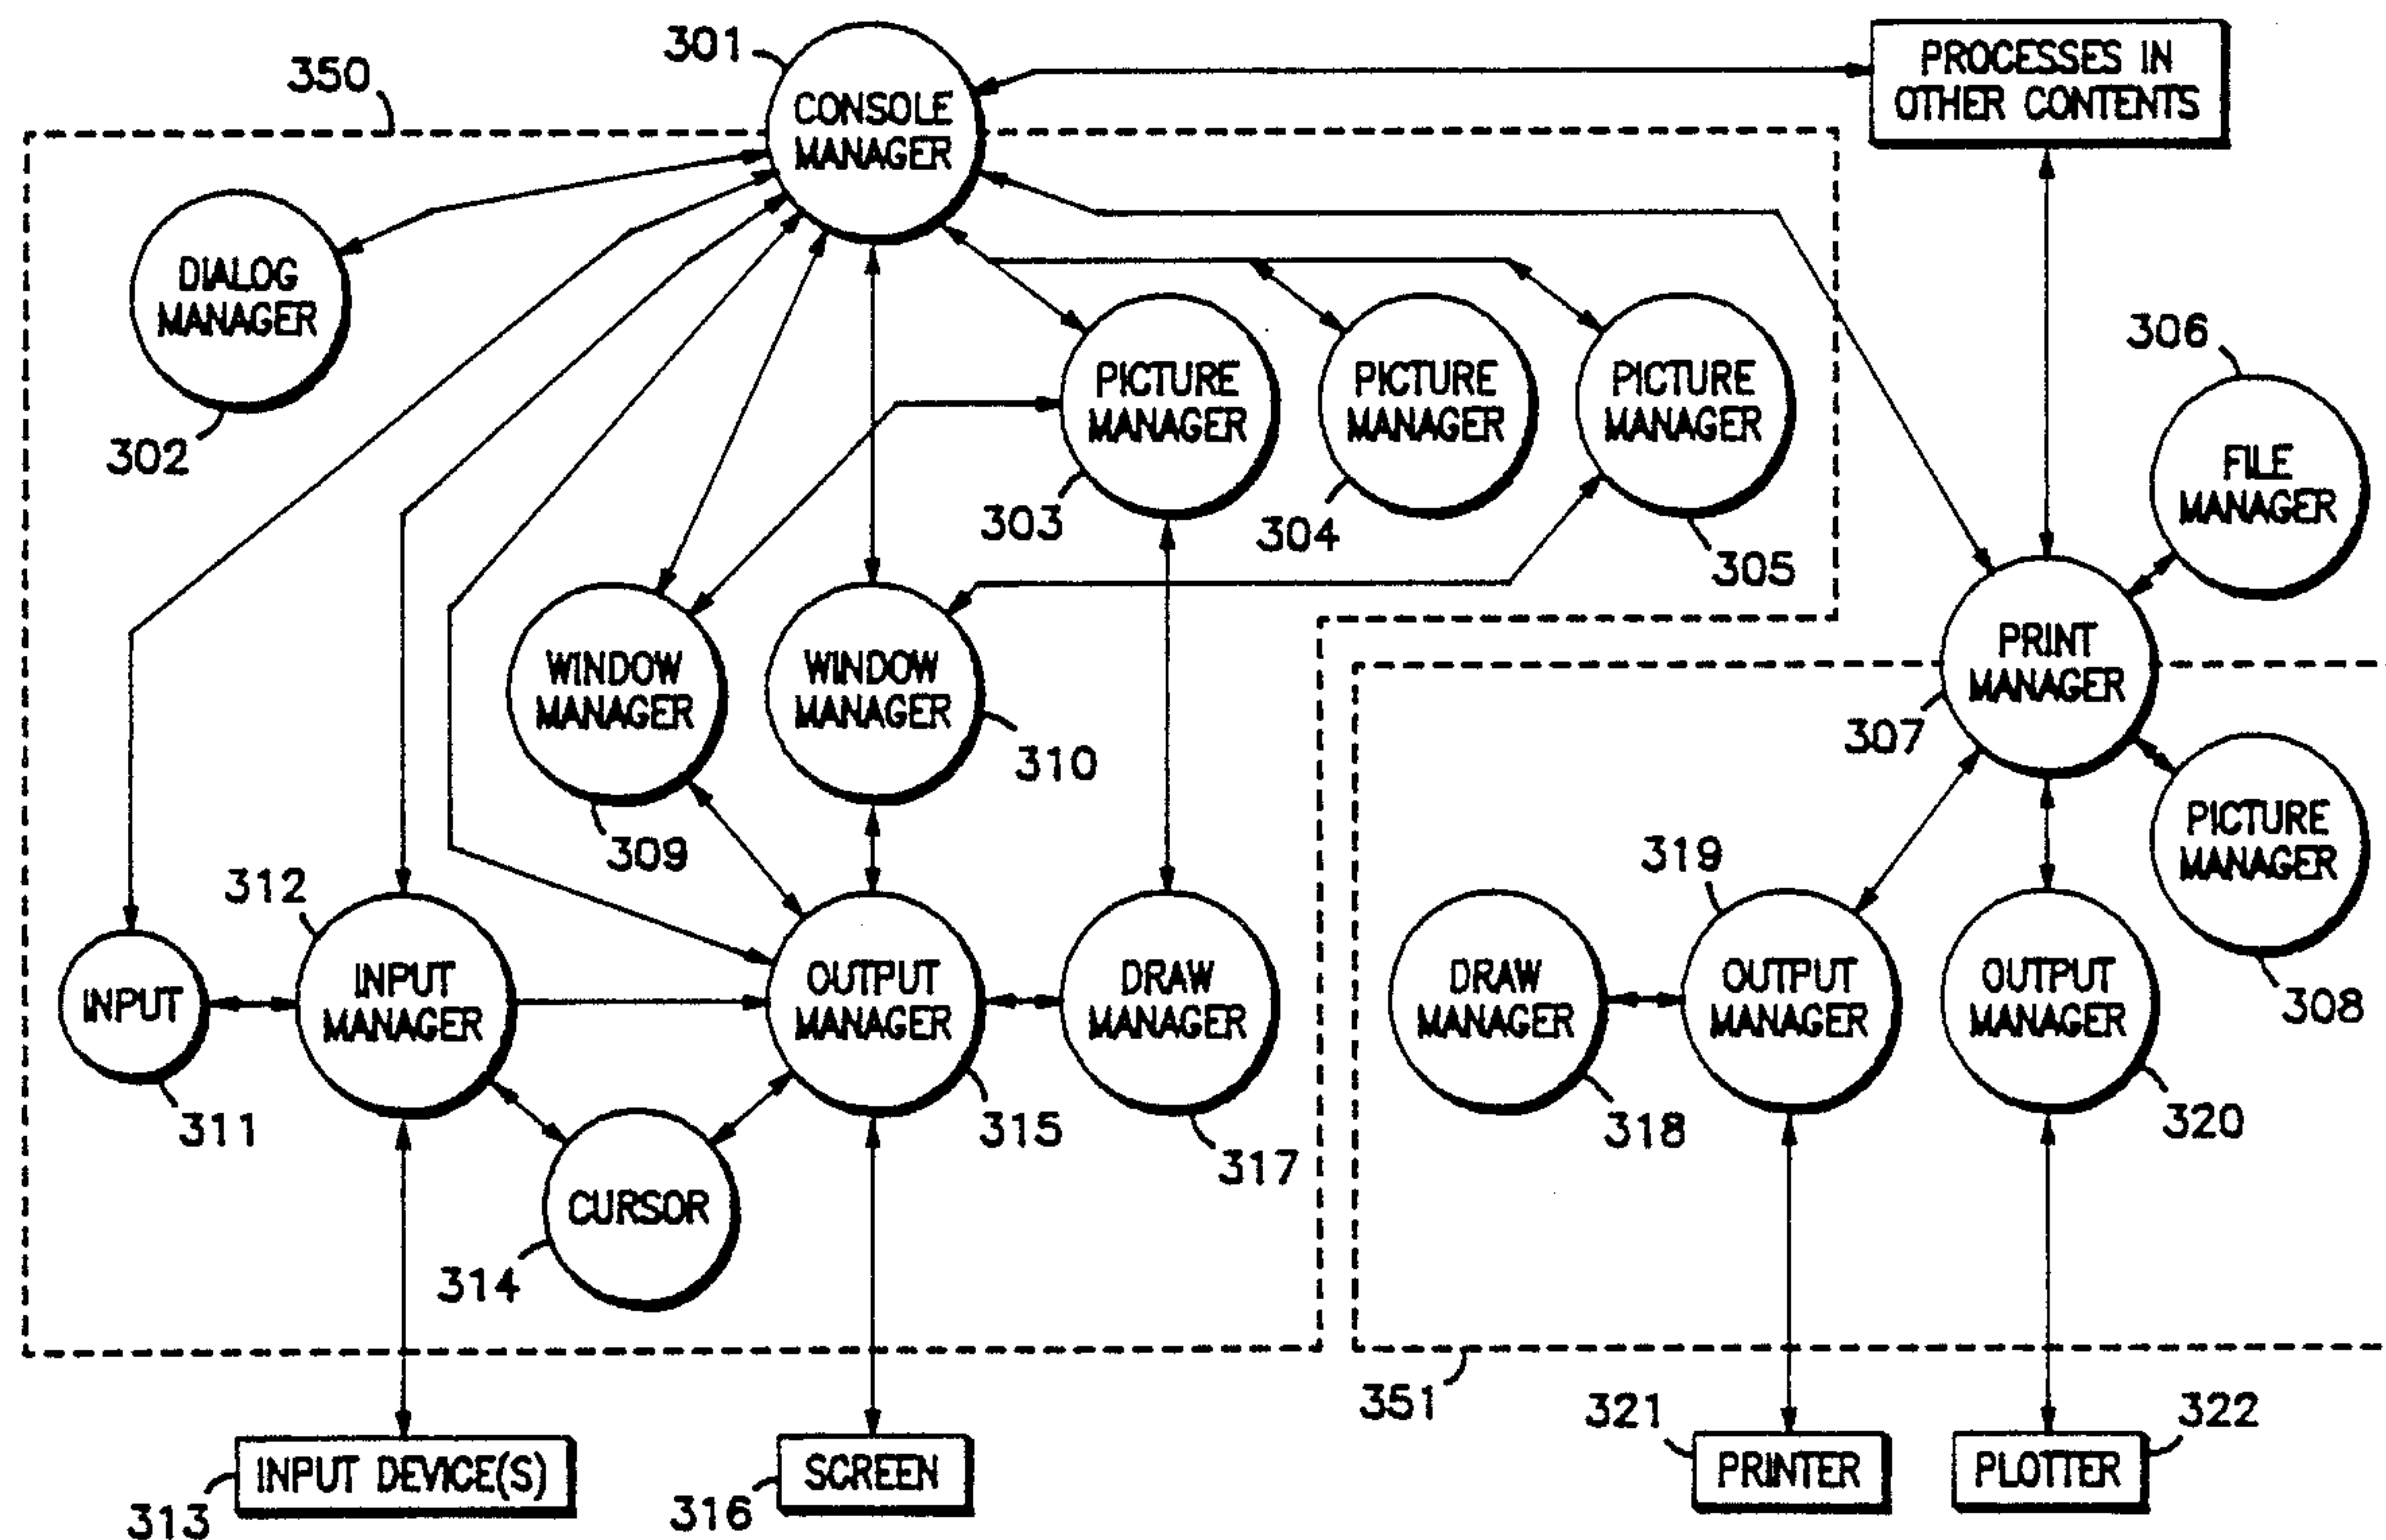 301
350
CONSOLE
MANAGER
PROCESSES IN
OTHER CONTENTS
DIALOG
MANAGER
302
PICTURE
MANAGER
303
PICTURE
MANAGER
304
PICTURE
MANAGER
305
306
FILE
MANAGER
PRINT
MANAGER
307
WINDOW
MANAGER
309
WINDOW
MANAGER
310
PICTURE
MANAGER
308
312
319
INPUT
311
INPUT
MANAGER
OUTPUT
MANAGER
315
DRAW
MANAGER
317
DRAW
MANAGER
318
OUTPUT
MANAGER
OUTPUT
MANAGER
320
CURSOR
314
351
321
322
INPUT DEVICE(S)
313
SCREEN
316
PRINTER
PLOTTER